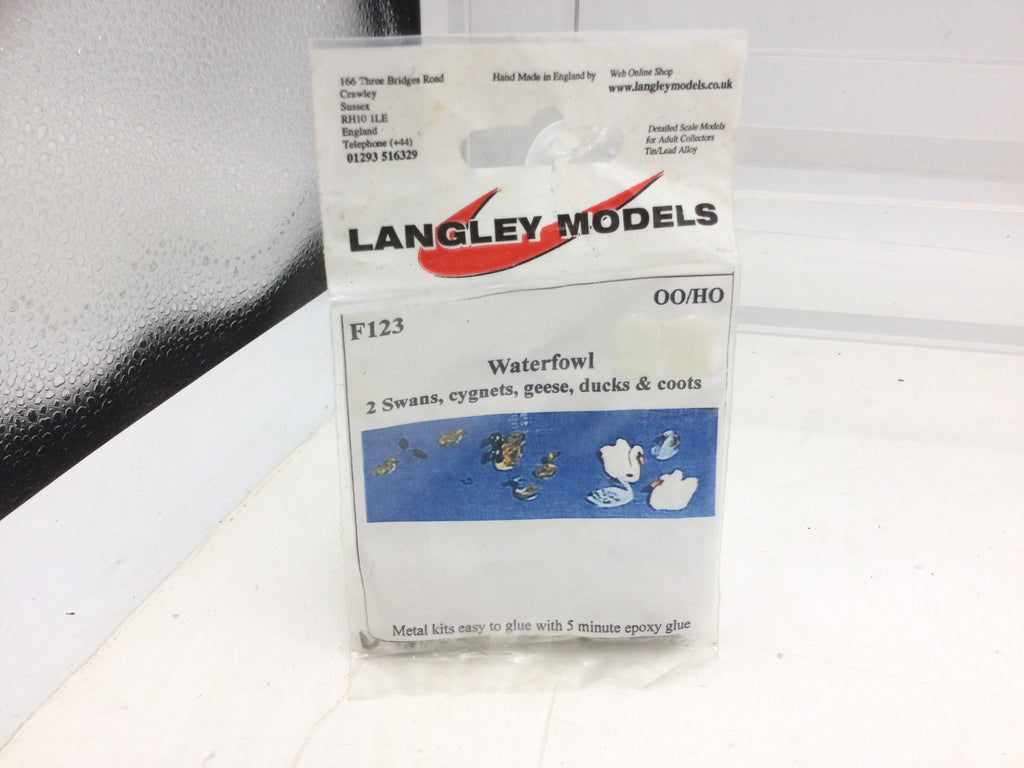 166 Three Bridges Road
Crawley
Sussex
RH10 1LE
England
Telephone (+44)
01293 516329
Hand Made in England by
Web Online Shop
www.langleymodels.co.uk
Detailed Scale Models
for Adult Collectors
Tin/Lead Alloy
LANGLEY MODELS
OO/HO
F123
Waterfowl
2 Swans, cygnets, geese, ducks & coots
Metal kits easy to glue with 5 minute epoxy glue